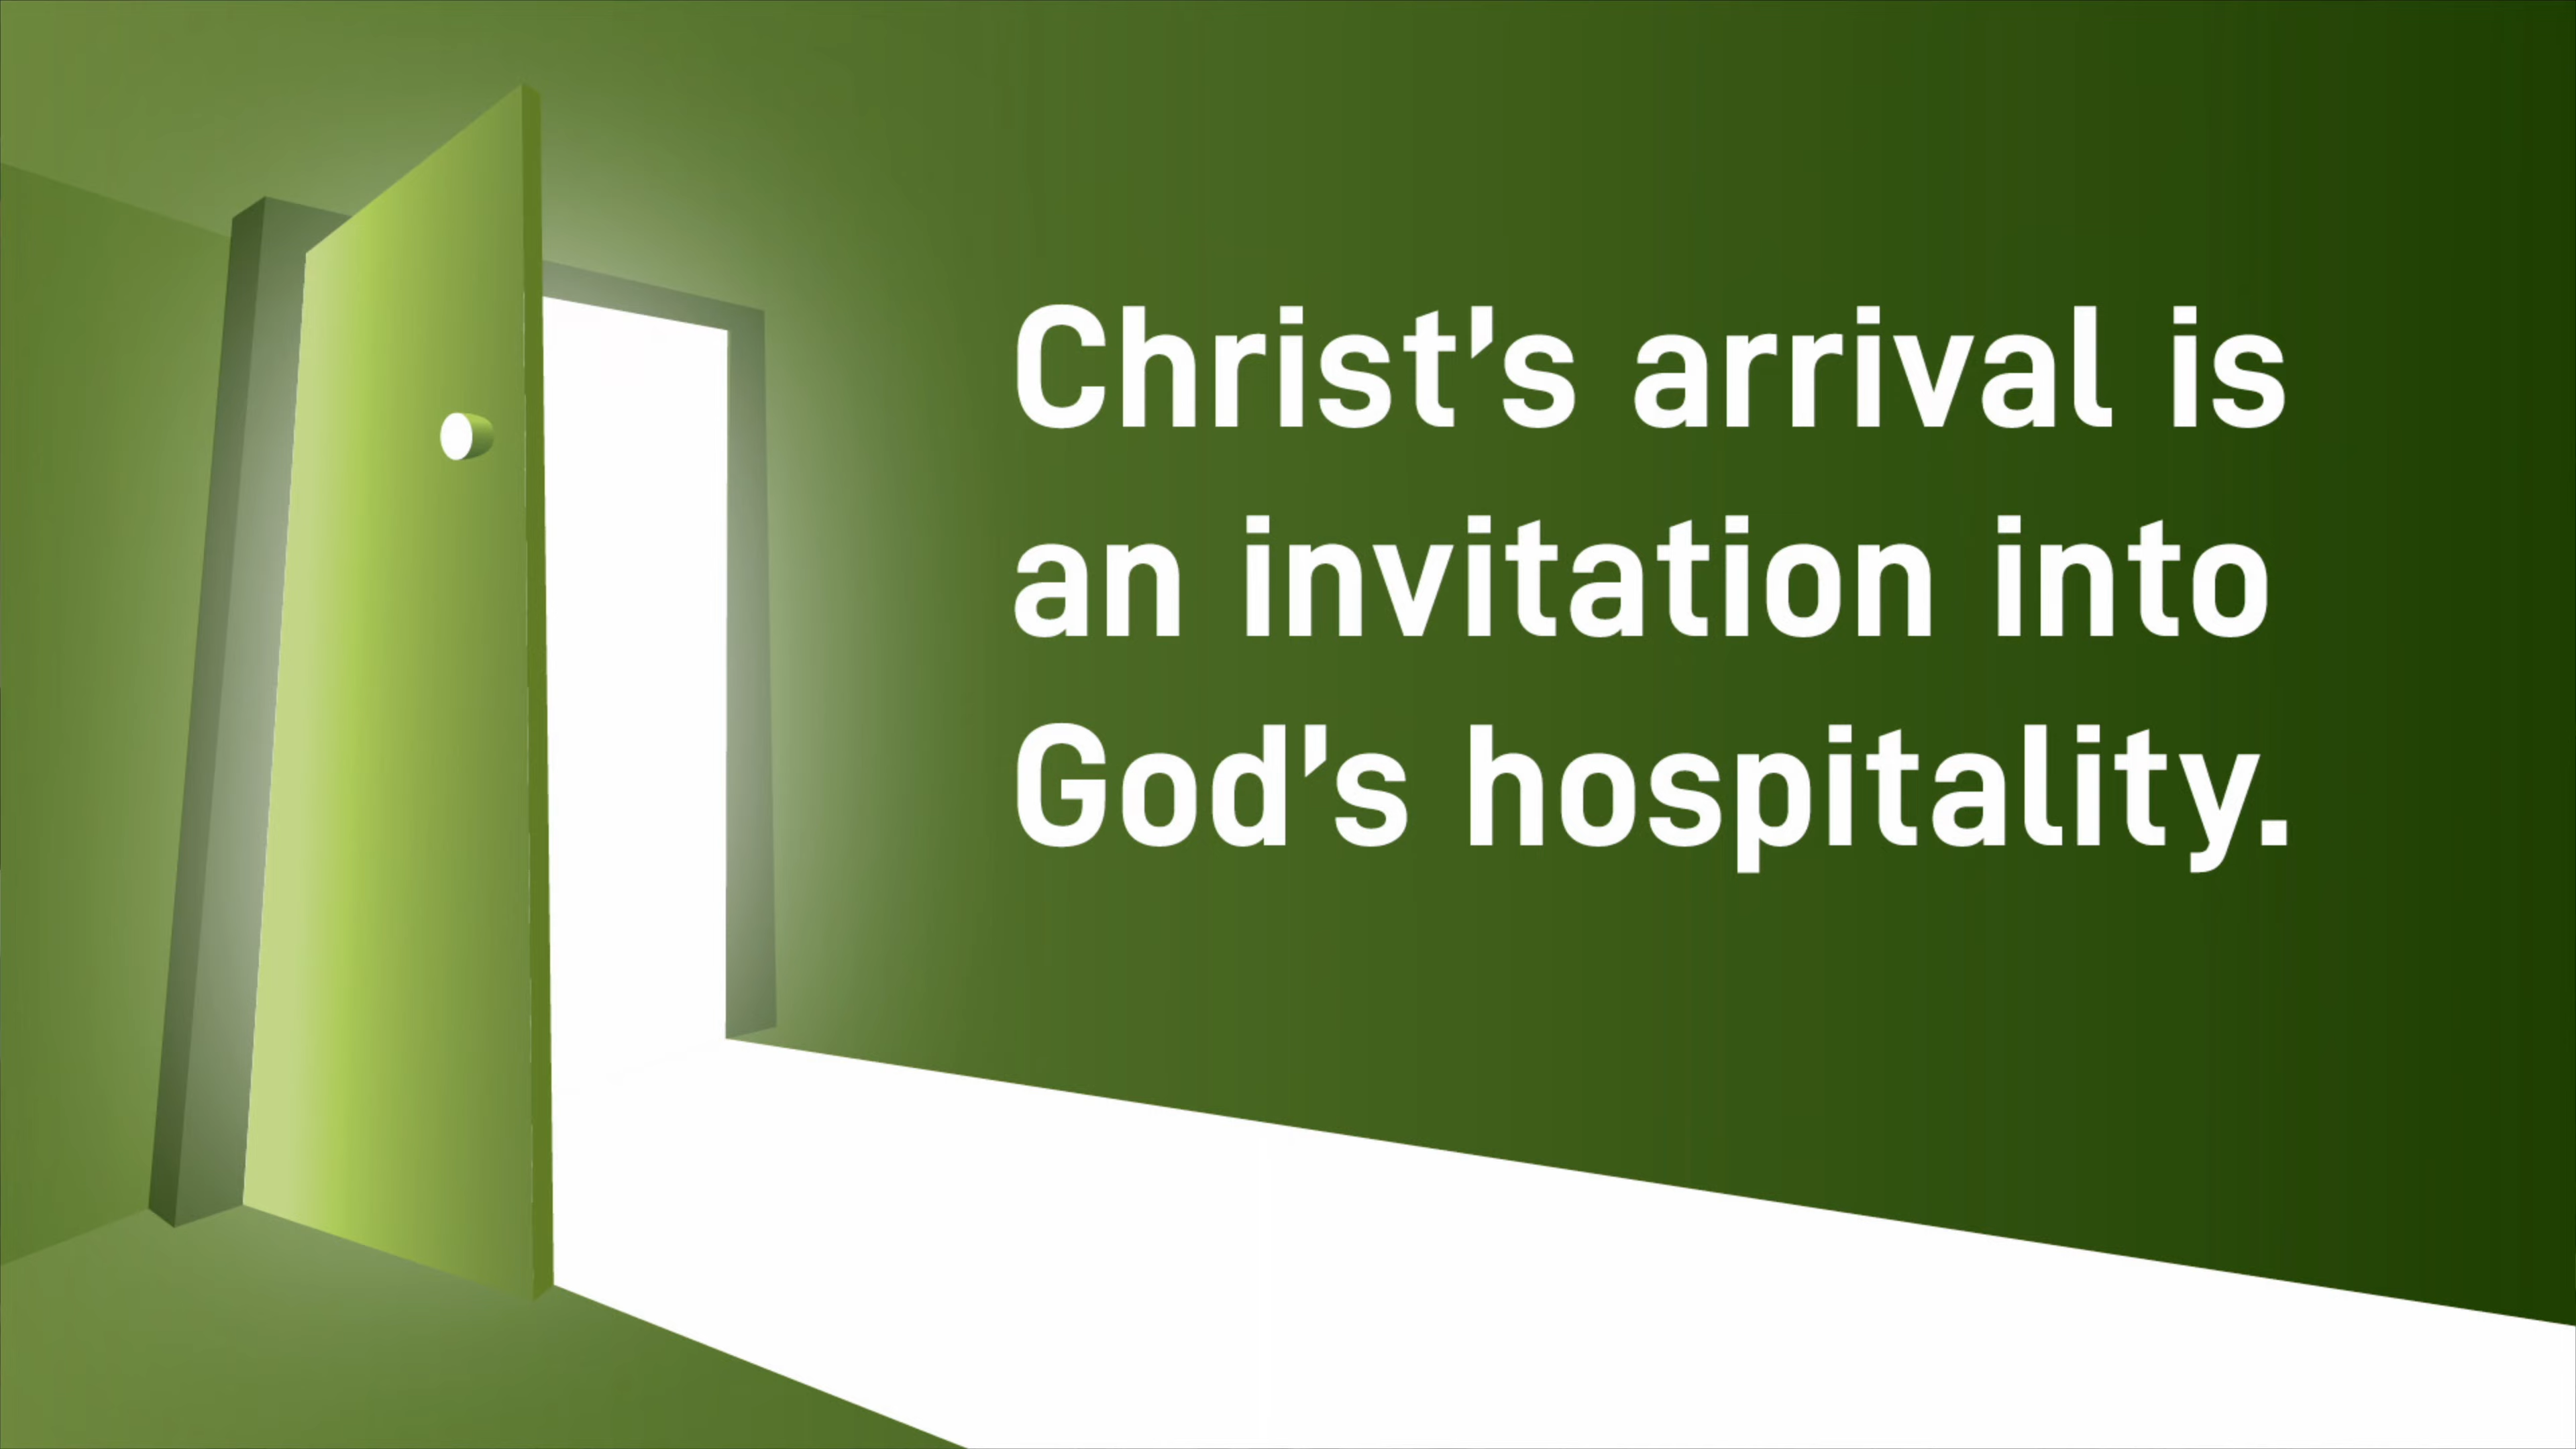 Christ’s arrival is
an invitation into
God’s hospitality.